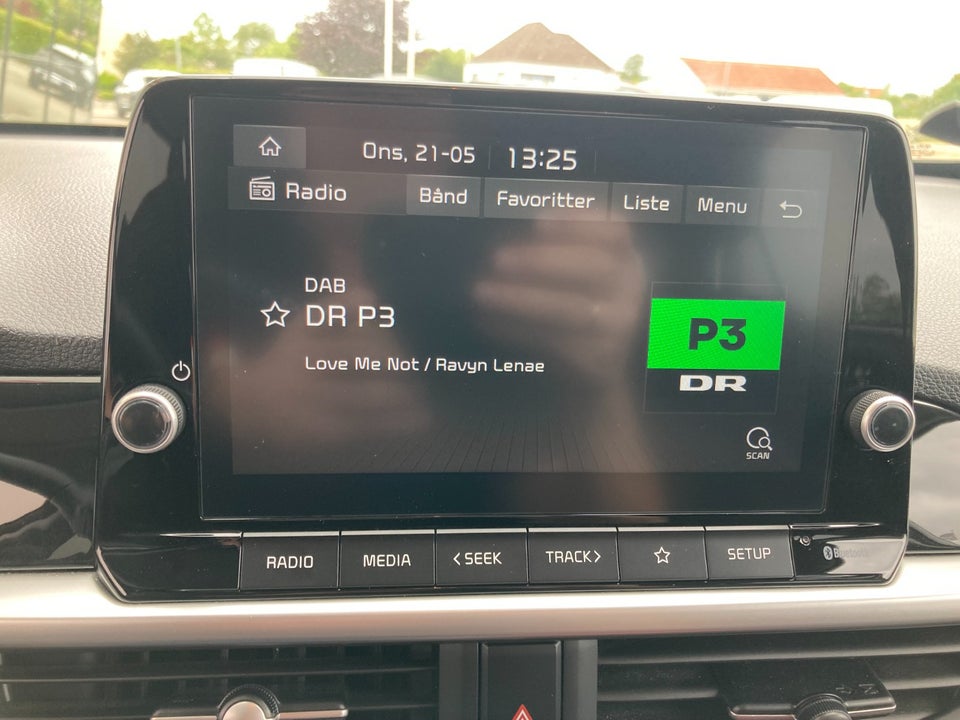 Ons, 21-05 13:25
Radio Bånd Favoritter Liste Menu
DAB
DR P3
Love Me Not / Ravyn Lenae
P3
DR
SCAN
RADIO MEDIA <SEEK TRACK> SETUP
Bluetooth